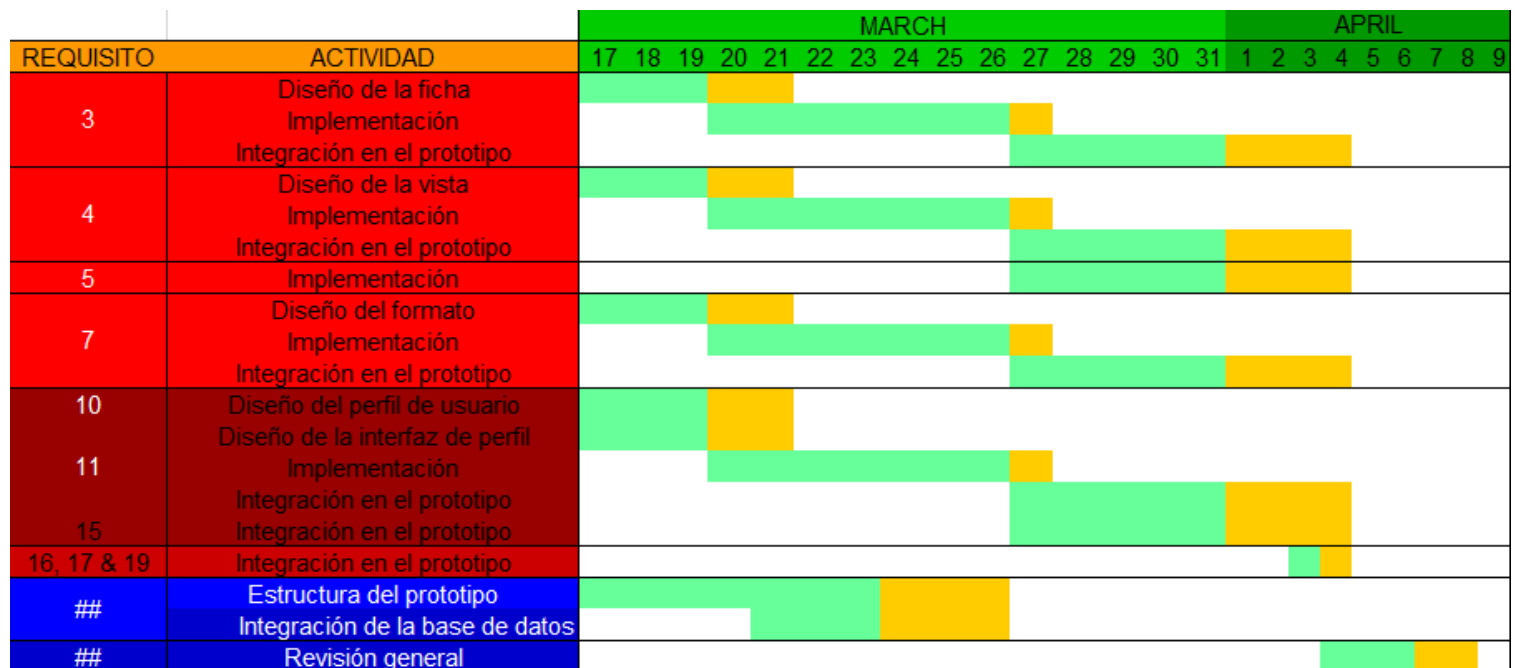 MARCH APRIL
REQUISITO ACTIVIDAD 17 18 19 20 21 22 23 24 25 26 27 28 29 30 31 1 2 3 4 5 6 7 8 9
Diseño de la ficha
3 Implementación
Integración en el prototipo
Diseño de la vista
4 Implementación
Integración en el prototipo
5 Implementación
Diseño del formato
7 Implementación
Integración en el prototipo
10 Diseño del perfil de usuario
Diseño de la interfaz de perfil
11 Implementación
Integración en el prototipo
15 Integración en el prototipo
16, 17 & 19 Integración en el prototipo
Estructura del prototipo
##
Integración de la base de datos
## Revisión general